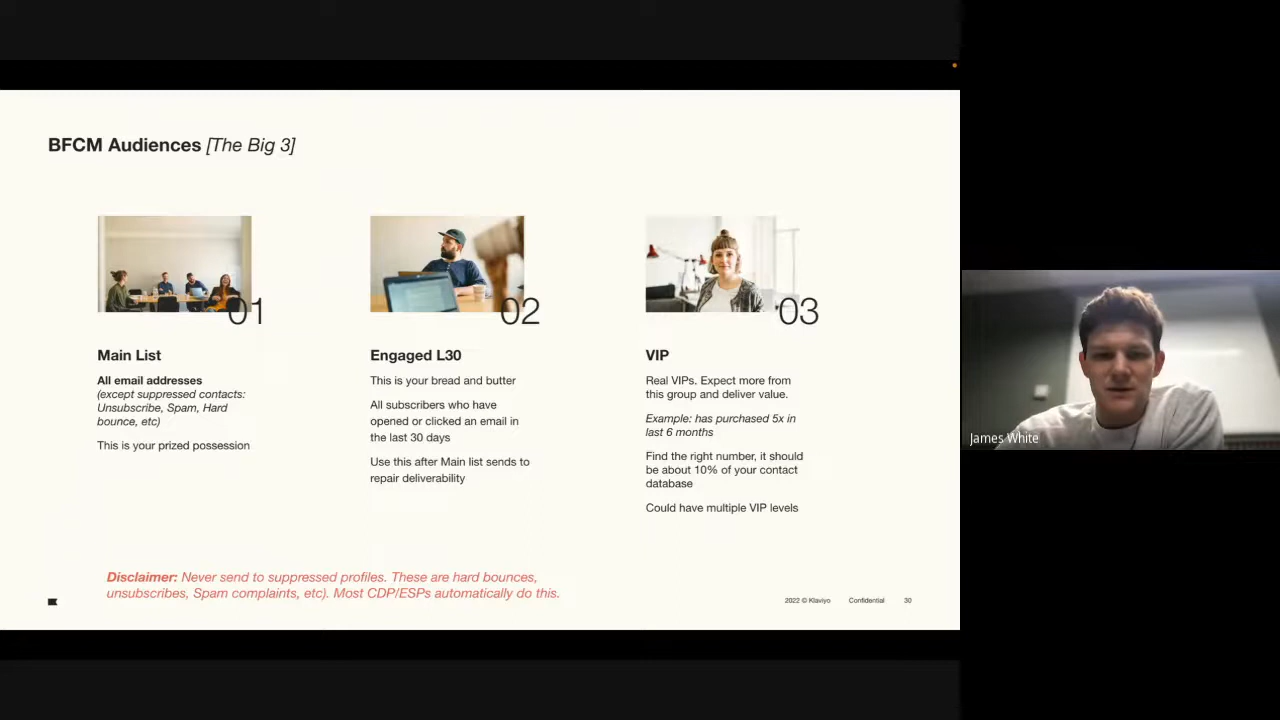 BFCM Audiences [The Big 3]
01
Main List
All email addresses
(except suppressed contacts:
Unsubscribe, Spam, Hard
bounce, etc)
This is your prized possession
02
Engaged L30
This is your bread and butter
All subscribers who have
opened or clicked an email in
the last 30 days
Use this after Main list sends to
repair deliverability
03
VIP
Real VIPs. Expect more from
this group and deliver value.
Example: has purchased 5x in
last 6 months
Find the right number, it should
be about 10% of your contact
database
Could have multiple VIP levels
Disclaimer: Never send to suppressed profiles. These are hard bounces,
unsubscribes, Spam complaints, etc). Most CDP/ESPs automatically do this.
2022 © Klaviyo Confidential 30
James White